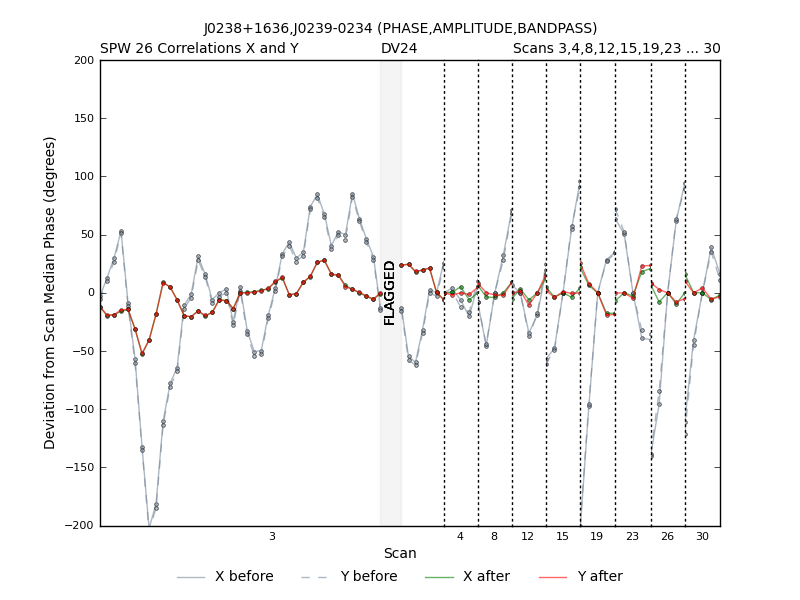 J0238+1636,J0239-0234 (PHASE,AMPLITUDE,BANDPASS)
SPW 26 Correlations X and Y DV24 Scans 3,4,8,12,15,19,23 ... 30
200
150
100
50
0
−50
−100
−150
−200
Deviation from Scan Median Phase (degrees)
FLAGGED
3 4 8 12 15 19 23 26 30
Scan
X before Y before X after Y after